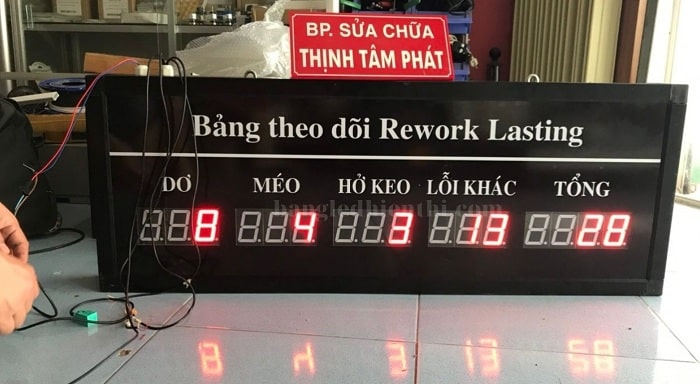 BP. SỬA CHỮA
THỊNH TÂM PHÁT
Bảng theo dõi Rework Lasting
DƠ MÉO HỞ KEO LỖI KHÁC TỔNG
bangledhienthi.com
8 4 3 13 28